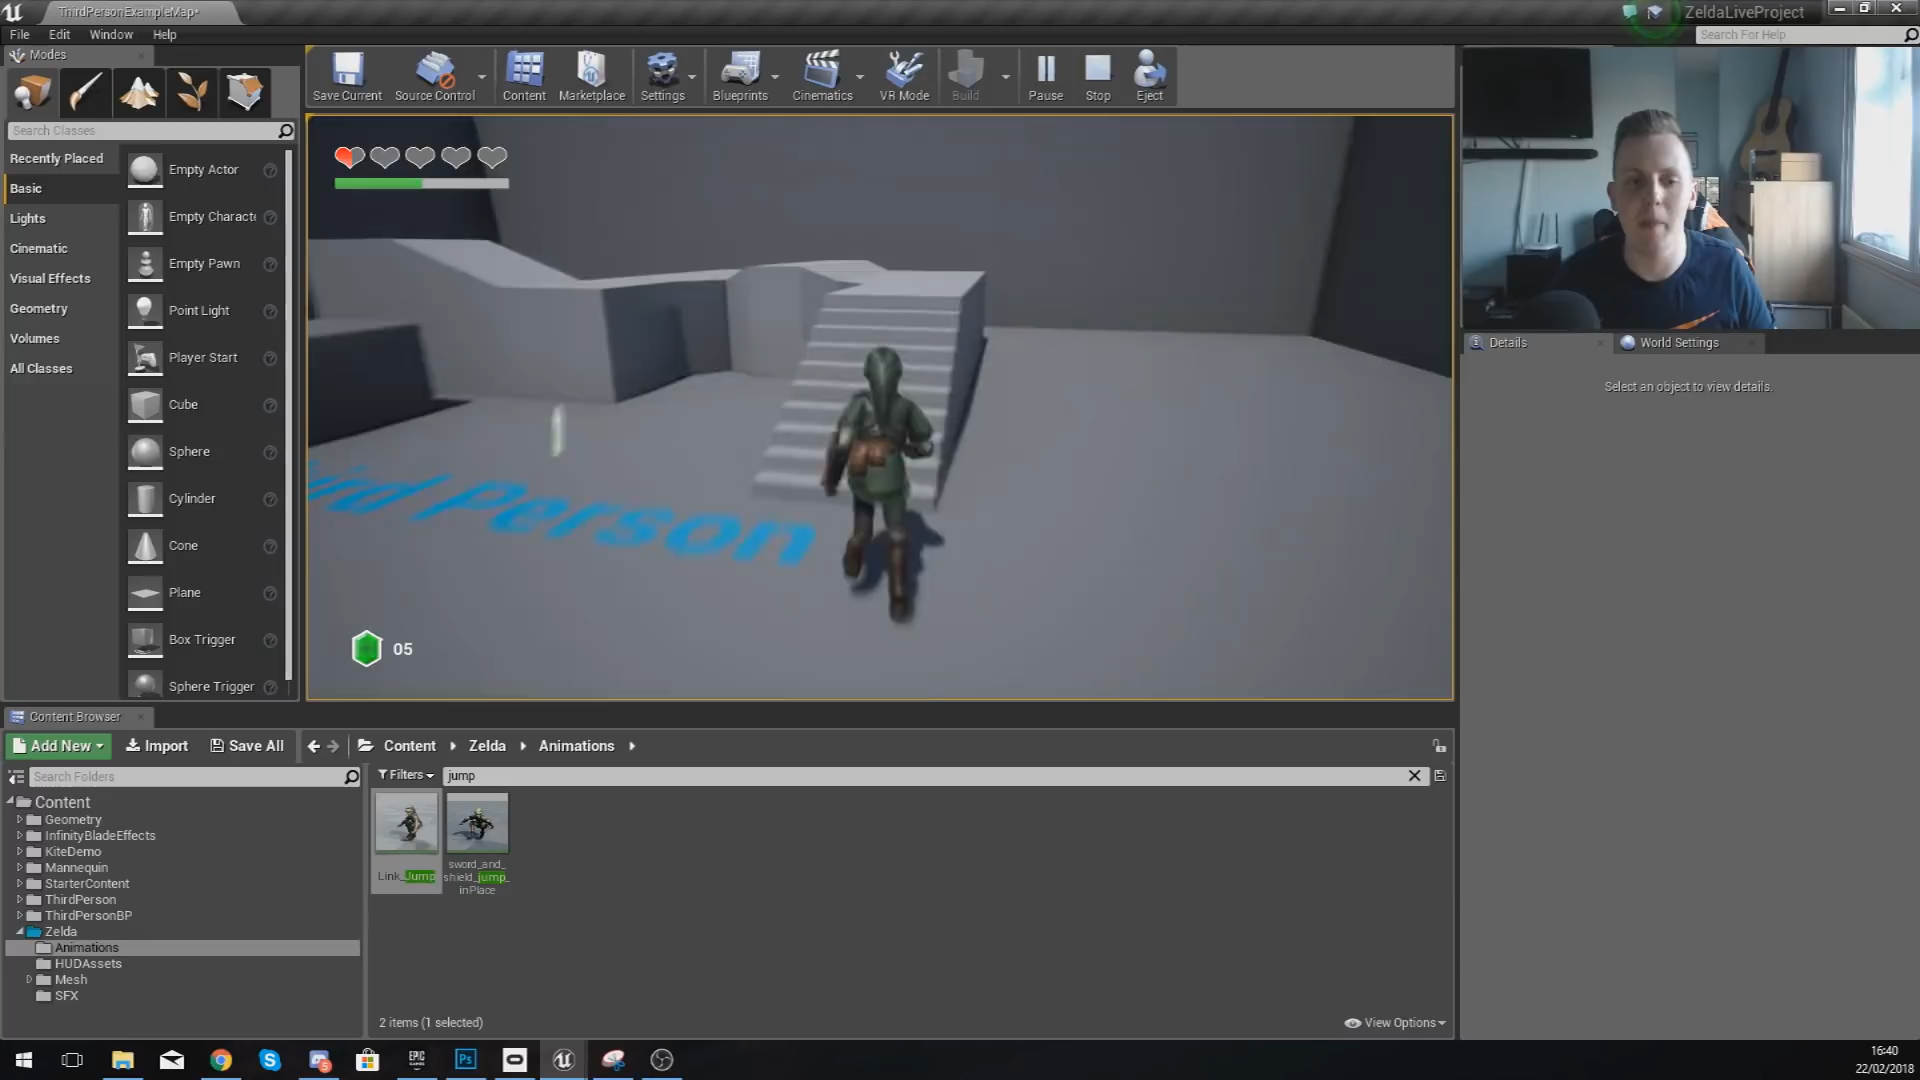 ThirdPersonExampleMap*
ZeldaLiveProject
File Edit Window Help
Search For Help
Modes
Save Current
Source Control
Content
Marketplace
Settings
Blueprints
Cinematics
VR Mode
Build
Pause
Stop
Eject
Search Classes
Recently Placed
Basic
Lights
Cinematic
Visual Effects
Geometry
Volumes
All Classes
Empty Actor
Empty Characte
Empty Pawn
Point Light
Player Start
Cube
Sphere
Cylinder
Cone
Plane
Box Trigger
Sphere Trigger
Person
05
Details
World Settings
Select an object to view details.
Content Browser
Add New
Import
Save All
Content
Zelda
Animations
Search Folders
Filters
jump
Content
Geometry
InfinityBladeEffects
KiteDemo
Mannequin
StarterContent
ThirdPerson
ThirdPersonBP
Zelda
Animations
HUDAssets
Mesh
SFX
Link_Jump
sword_and_
shield_jump_
inPlace
2 items (1 selected)
View Options
EPIC
GAMES
Ps
5
16:40
22/02/2018